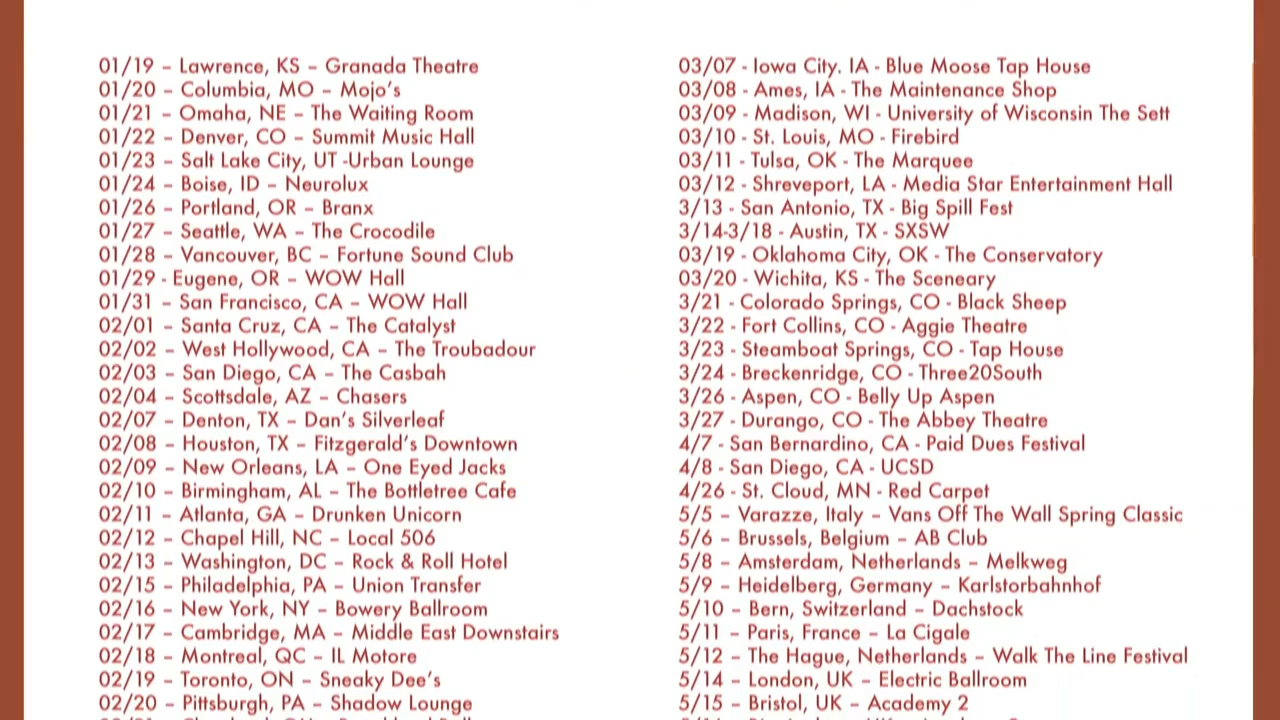 01/19 – Lawrence, KS – Granada Theatre
01/20 – Columbia, MO – Mojo's
01/21 – Omaha, NE – The Waiting Room
01/22 – Denver, CO – Summit Music Hall
01/23 – Salt Lake City, UT -Urban Lounge
01/24 – Boise, ID – Neurolux
01/26 – Portland, OR – Branx
01/27 – Seattle, WA – The Crocodile
01/28 – Vancouver, BC – Fortune Sound Club
01/29 - Eugene, OR – WOW Hall
01/31 – San Francisco, CA – WOW Hall
02/01 – Santa Cruz, CA – The Catalyst
02/02 – West Hollywood, CA – The Troubadour
02/03 – San Diego, CA – The Casbah
02/04 – Scottsdale, AZ – Chasers
02/07 – Denton, TX – Dan's Silverleaf
02/08 – Houston, TX – Fitzgerald's Downtown
02/09 – New Orleans, LA – One Eyed Jacks
02/10 – Birmingham, AL – The Bottletree Cafe
02/11 – Atlanta, GA – Drunken Unicorn
02/12 – Chapel Hill, NC – Local 506
02/13 – Washington, DC – Rock & Roll Hotel
02/15 – Philadelphia, PA – Union Transfer
02/16 – New York, NY – Bowery Ballroom
02/17 – Cambridge, MA – Middle East Downstairs
02/18 – Montreal, QC – IL Motore
02/19 – Toronto, ON – Sneaky Dee's
02/20 – Pittsburgh, PA – Shadow Lounge
03/07 - Iowa City. IA - Blue Moose Tap House
03/08 - Ames, IA - The Maintenance Shop
03/09 - Madison, WI - University of Wisconsin The Sett
03/10 - St. Louis, MO - Firebird
03/11 - Tulsa, OK - The Marquee
03/12 - Shreveport, LA - Media Star Entertainment Hall
3/13 - San Antonio, TX - Big Spill Fest
3/14-3/18 - Austin, TX - SXSW
03/19 - Oklahoma City, OK - The Conservatory
03/20 - Wichita, KS - The Sceneary
3/21 - Colorado Springs, CO - Black Sheep
3/22 - Fort Collins, CO - Aggie Theatre
3/23 - Steamboat Springs, CO - Tap House
3/24 - Breckenridge, CO - Three20South
3/26 - Aspen, CO - Belly Up Aspen
3/27 - Durango, CO - The Abbey Theatre
4/7 - San Bernardino, CA - Paid Dues Festival
4/8 - San Diego, CA - UCSD
4/26 - St. Cloud, MN - Red Carpet
5/5 – Varazze, Italy – Vans Off The Wall Spring Classic
5/6 – Brussels, Belgium – AB Club
5/8 – Amsterdam, Netherlands – Melkweg
5/9 – Heidelberg, Germany – Karlstorbahnhof
5/10 – Bern, Switzerland – Dachstock
5/11 – Paris, France – La Cigale
5/12 – The Hague, Netherlands – Walk The Line Festival
5/14 – London, UK – Electric Ballroom
5/15 – Bristol, UK – Academy 2